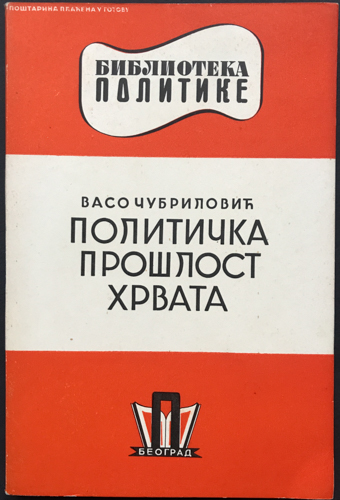 ПОШТАРИНА ПЛАЋЕНА У ГОТОВУ
БИБЛИОТЕКА
ПОЛИТИКЕ
ВАСО ЧУБРИЛОВИЋ
ПОЛИТИЧКА
ПРОШЛОСТ
ХРВАТА
П
БЕОГРАД